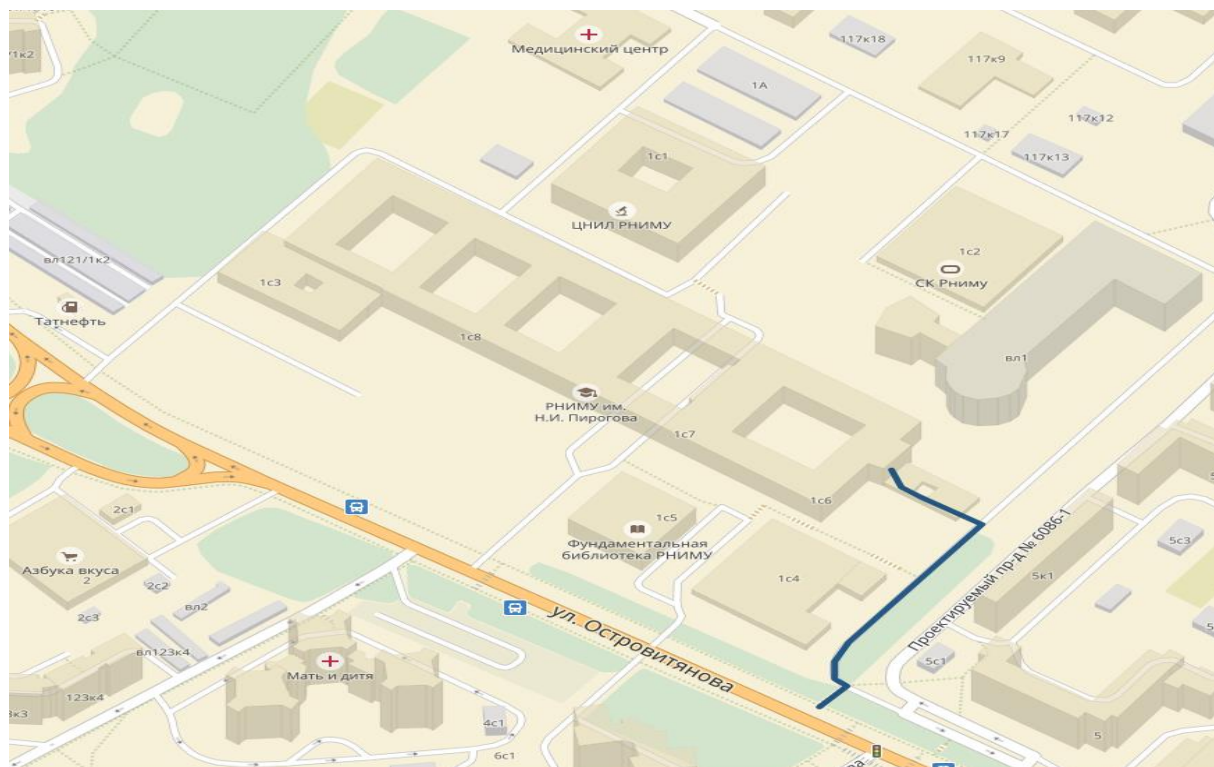 117к18
Медицинский центр
117к9
1А
117к12
117к17
117к13
1с1
ЦНИЛ РНИМУ
1с2
СК Рниму
вл121/1к2
Татнефть
1с3
1с8
вл1
РНИМУ им.
Н.И. Пирогова
1с7
1с6
1с5
Фундаментальная
библиотека РНИМУ
1с4
2с1
Азбука вкуса
2
2с2
2с3
вл2
вл123к4
123к4
Мать и дитя
4с1
6с1
ул. Островитянова
Проектируемый пр-д № 6086-1
5с3
5к1
5с1
5